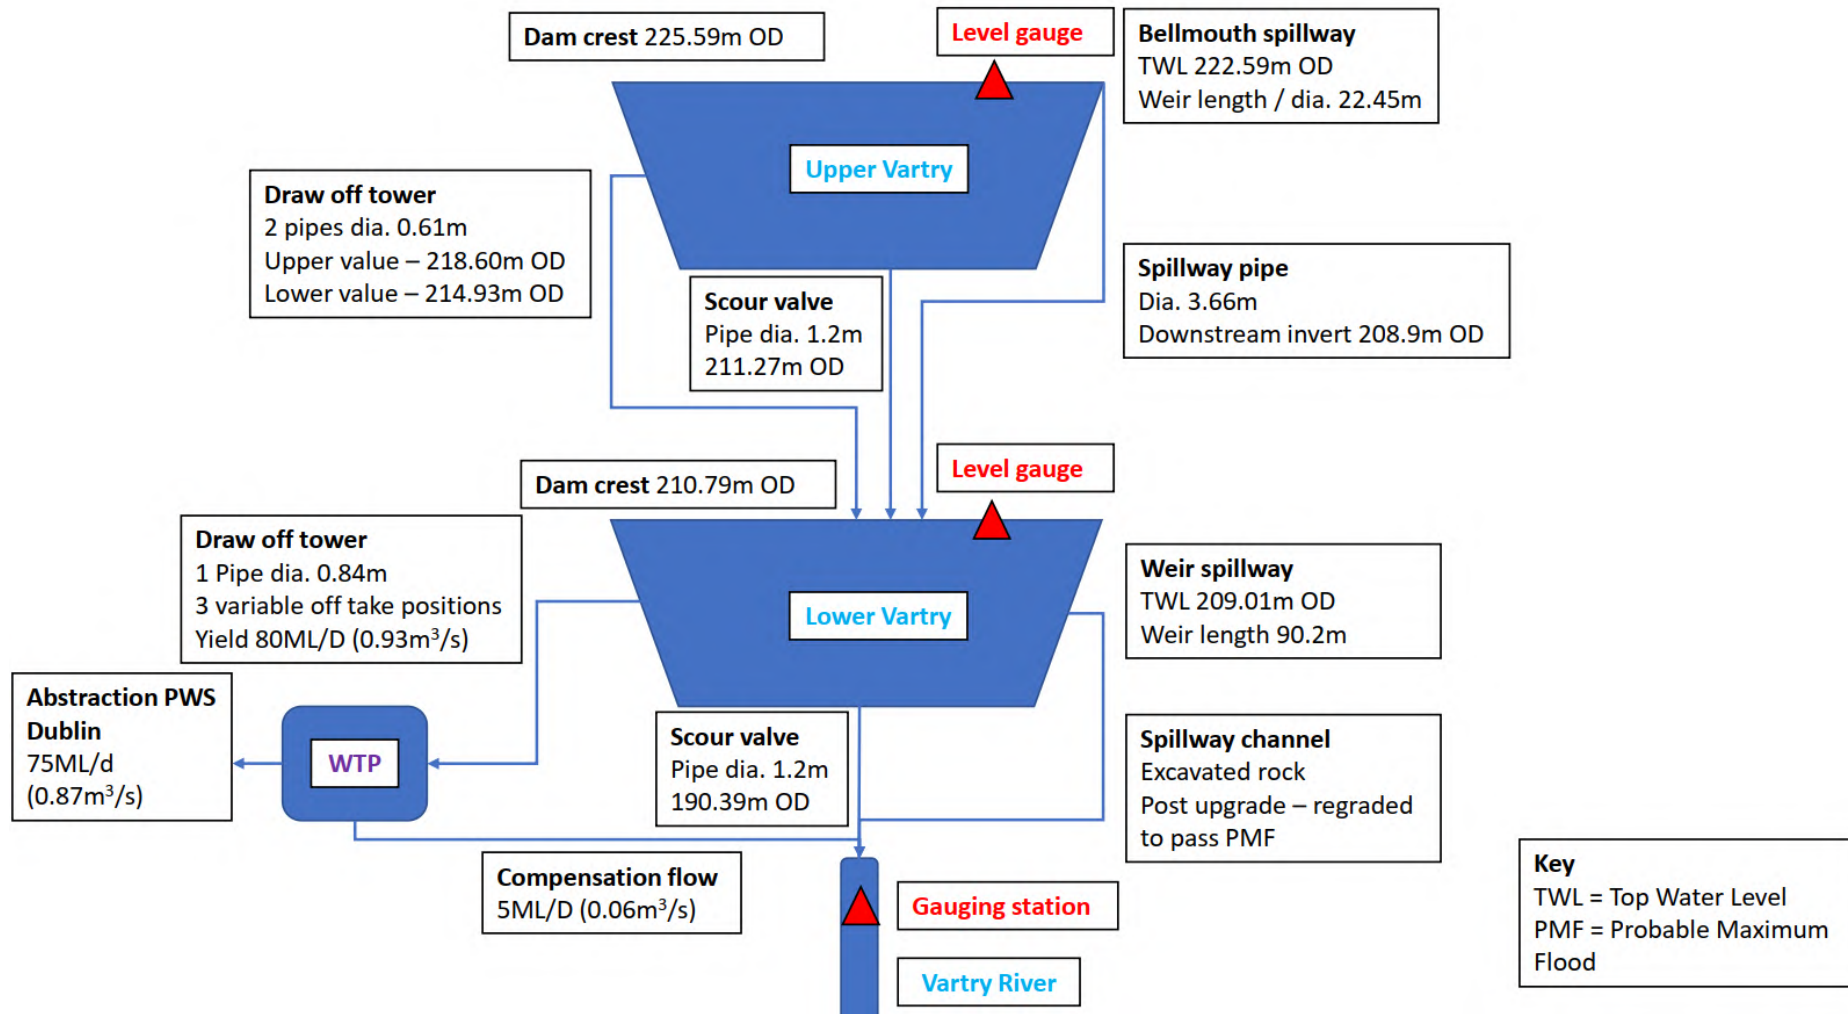 Dam crest 225.59m OD
Level gauge
Bellmouth spillway
TWL 222.59m OD
Weir length / dia. 22.45m
Upper Vartry
Draw off tower
2 pipes dia. 0.61m
Upper value – 218.60m OD
Lower value – 214.93m OD
Scour valve
Pipe dia. 1.2m
211.27m OD
Spillway pipe
Dia. 3.66m
Downstream invert 208.9m OD
Dam crest 210.79m OD
Level gauge
Draw off tower
1 Pipe dia. 0.84m
3 variable off take positions
Yield 80ML/D (0.93m³/s)
Lower Vartry
Weir spillway
TWL 209.01m OD
Weir length 90.2m
Abstraction PWS
Dublin
75ML/d
(0.87m³/s)
WTP
Scour valve
Pipe dia. 1.2m
190.39m OD
Spillway channel
Excavated rock
Post upgrade – regraded
to pass PMF
Compensation flow
5ML/D (0.06m³/s)
Gauging station
Vartry River
Key
TWL = Top Water Level
PMF = Probable Maximum
Flood